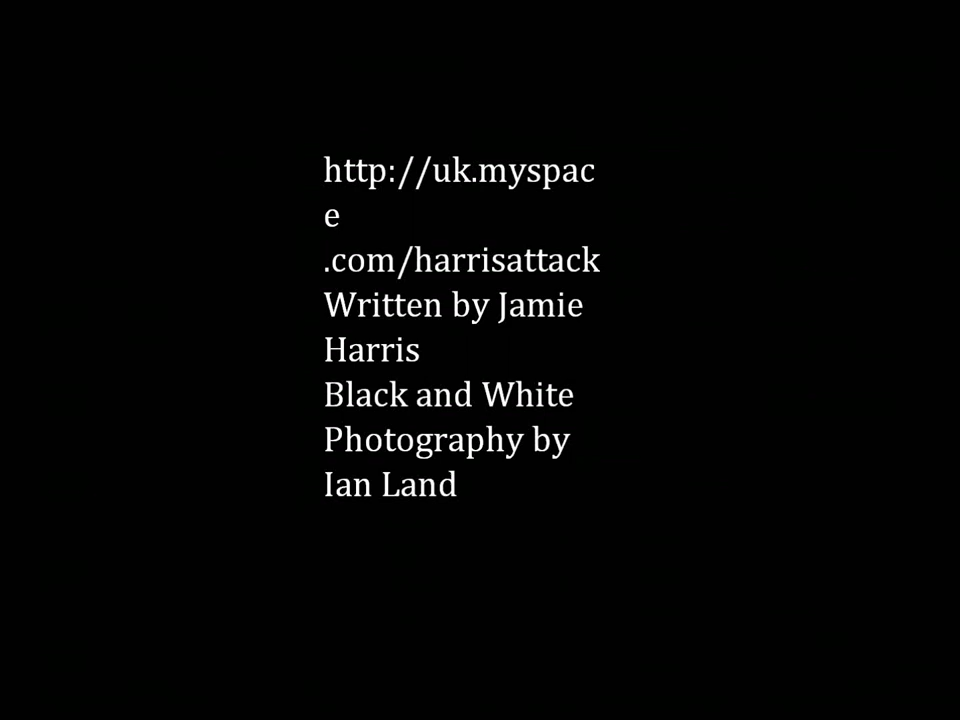 http://uk.myspac
e
.com/harrisattack
Written by Jamie
Harris
Black and White
Photography by
Ian Land